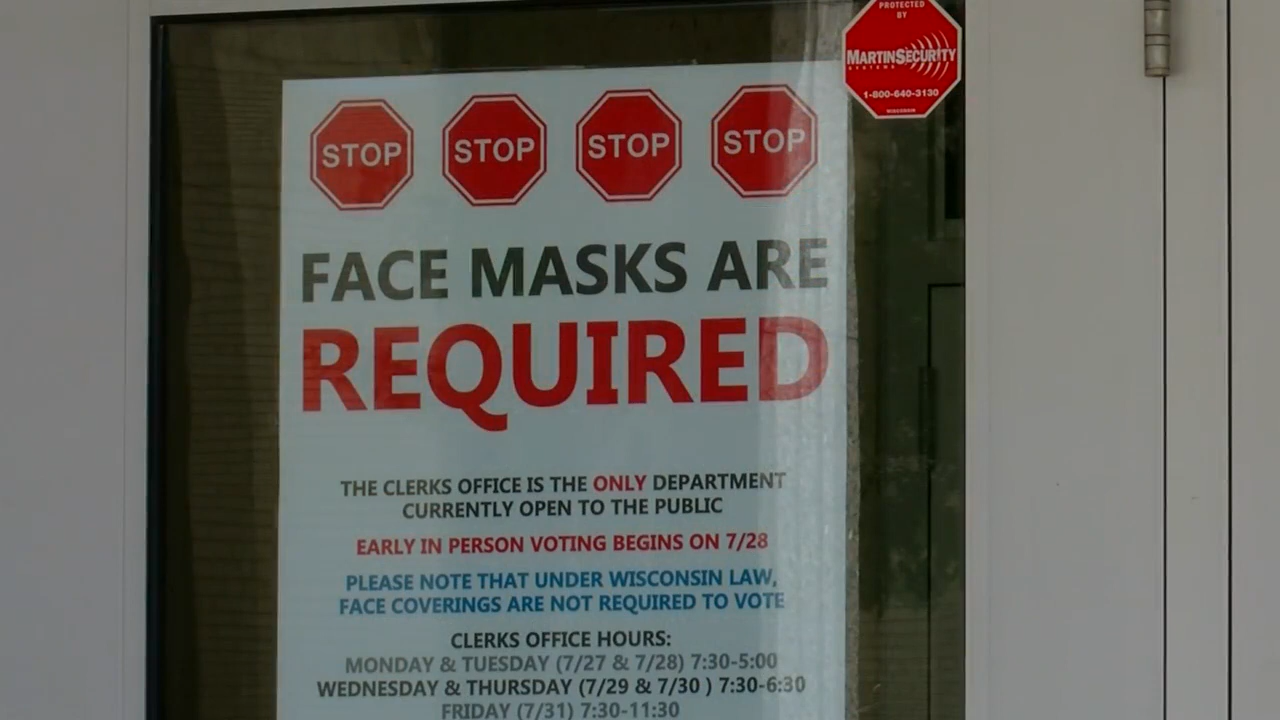 PROTECTED
BY
MARTINSECURITY
SYSTEMS
1-800-640-3130
WISCONSIN
STOP STOP STOP STOP
FACE MASKS ARE
REQUIRED
THE CLERKS OFFICE IS THE ONLY DEPARTMENT
CURRENTLY OPEN TO THE PUBLIC
EARLY IN PERSON VOTING BEGINS ON 7/28
PLEASE NOTE THAT UNDER WISCONSIN LAW,
FACE COVERINGS ARE NOT REQUIRED TO VOTE
CLERKS OFFICE HOURS:
MONDAY & TUESDAY (7/27 & 7/28) 7:30-5:00
WEDNESDAY & THURSDAY (7/29 & 7/30 ) 7:30-6:30
FRIDAY (7/31) 7:30-11:30